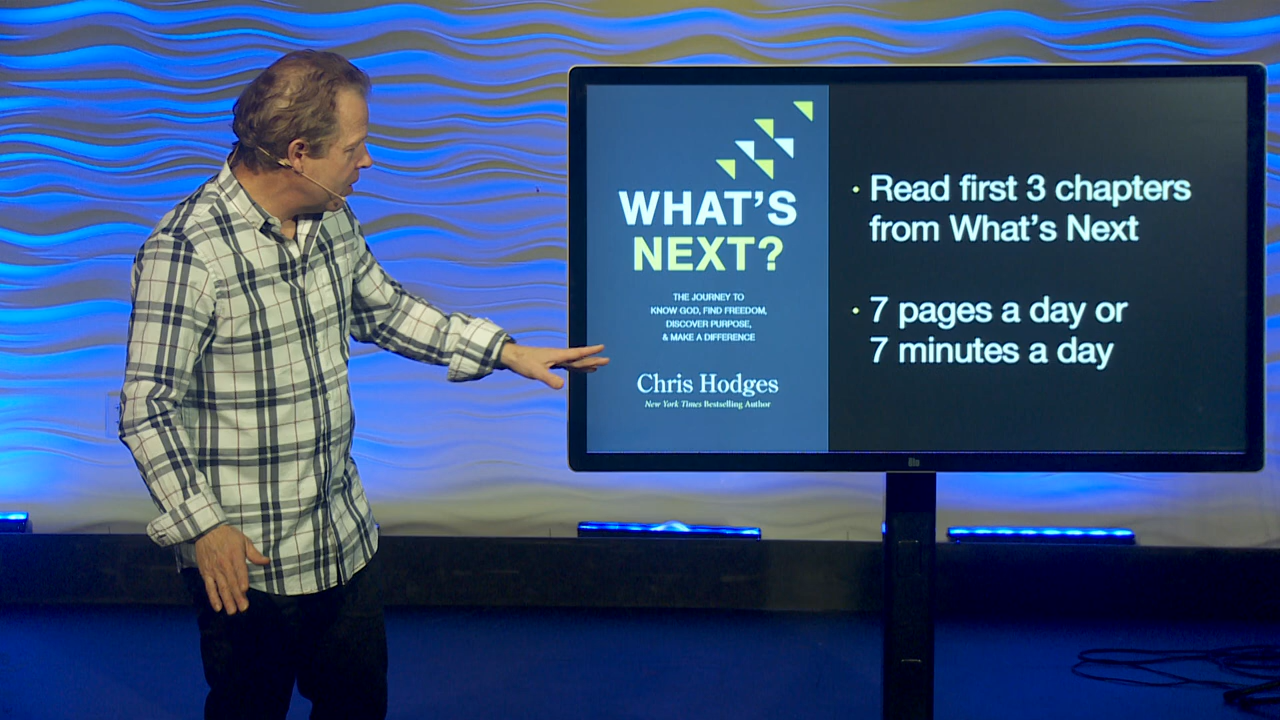 WHAT'S
NEXT?
THE JOURNEY TO
KNOW GOD, FIND FREEDOM,
DISCOVER PURPOSE,
& MAKE A DIFFERENCE
Chris Hodges
New York Times Bestselling Author
• Read first 3 chapters
from What's Next
• 7 pages a day or
7 minutes a day
elo